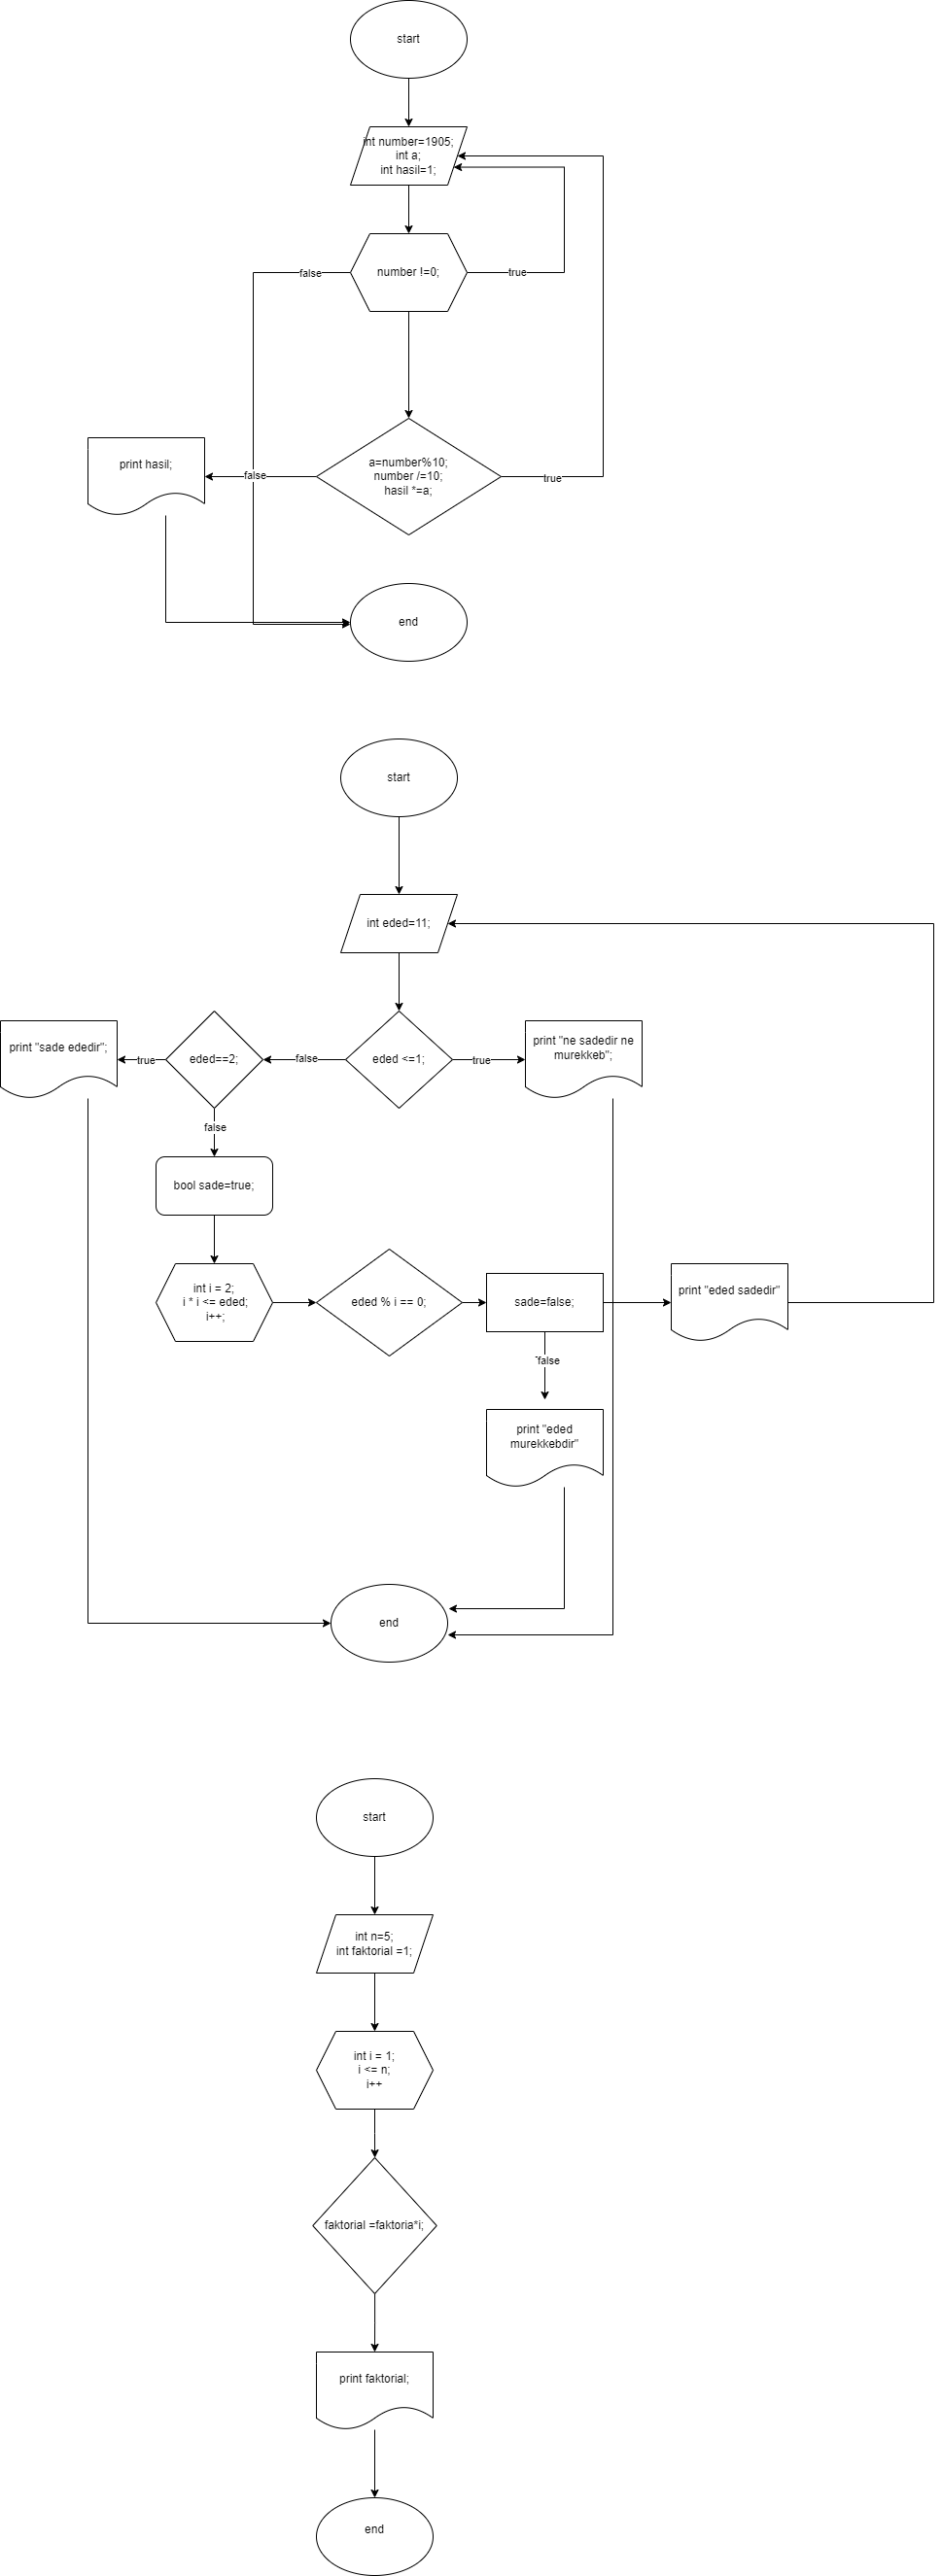 start
int number=1905;
int a;
int hasil=1;
number !=0;
false
true
a=number%10;
number /=10;
hasil *=a;
false
true
print hasil;
end
start
int eded=11;
print "sade ededir";
true
eded==2;
false
eded <=1;
true
print "ne sadedir ne
murekkeb";
false
bool sade=true;
int i = 2;
i * i <= eded;
i++;
eded % i == 0;
sade=false;
print "eded sadedir"
`false
print "eded
murekkebdir"
end
start
int n=5;
int faktorial =1;
int i = 1;
i <= n;
i++
faktorial =faktoria*i;
print faktorial;
end